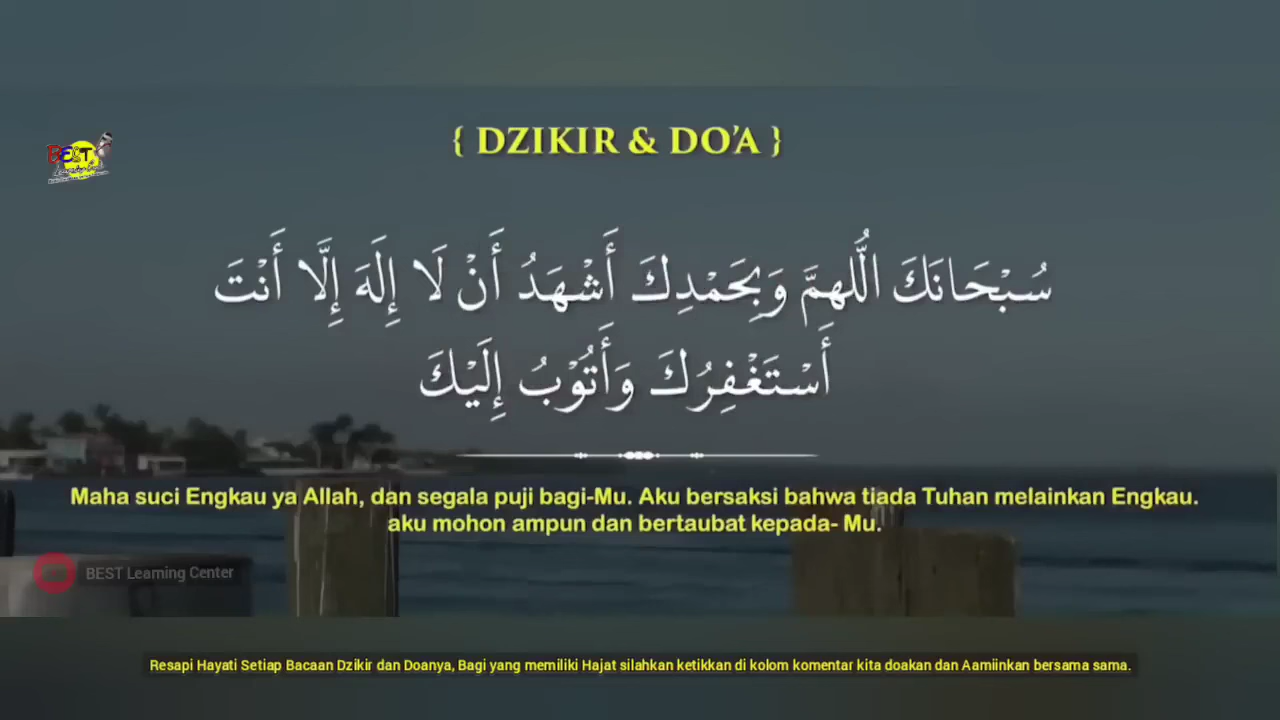 { DZIKIR & DO’A }
BEST
سُبْحَانَكَ اللَّهُمَّ وَبِحَمْدِكَ أَشْهَدُ أَنْ لَا إِلَهَ إِلَّا أَنْتَ
أَسْتَغْفِرُكَ وَأَتُوْبُ إِلَيْكَ
Maha suci Engkau ya Allah, dan segala puji bagi-Mu. Aku bersaksi bahwa tiada Tuhan melainkan Engkau.
aku mohon ampun dan bertaubat kepada- Mu.
BEST Learning Center
Resapi Hayati Setiap Bacaan Dzikir dan Doanya, Bagi yang memiliki Hajat silahkan ketikkan di kolom komentar kita doakan dan Aamiinkan bersama sama.